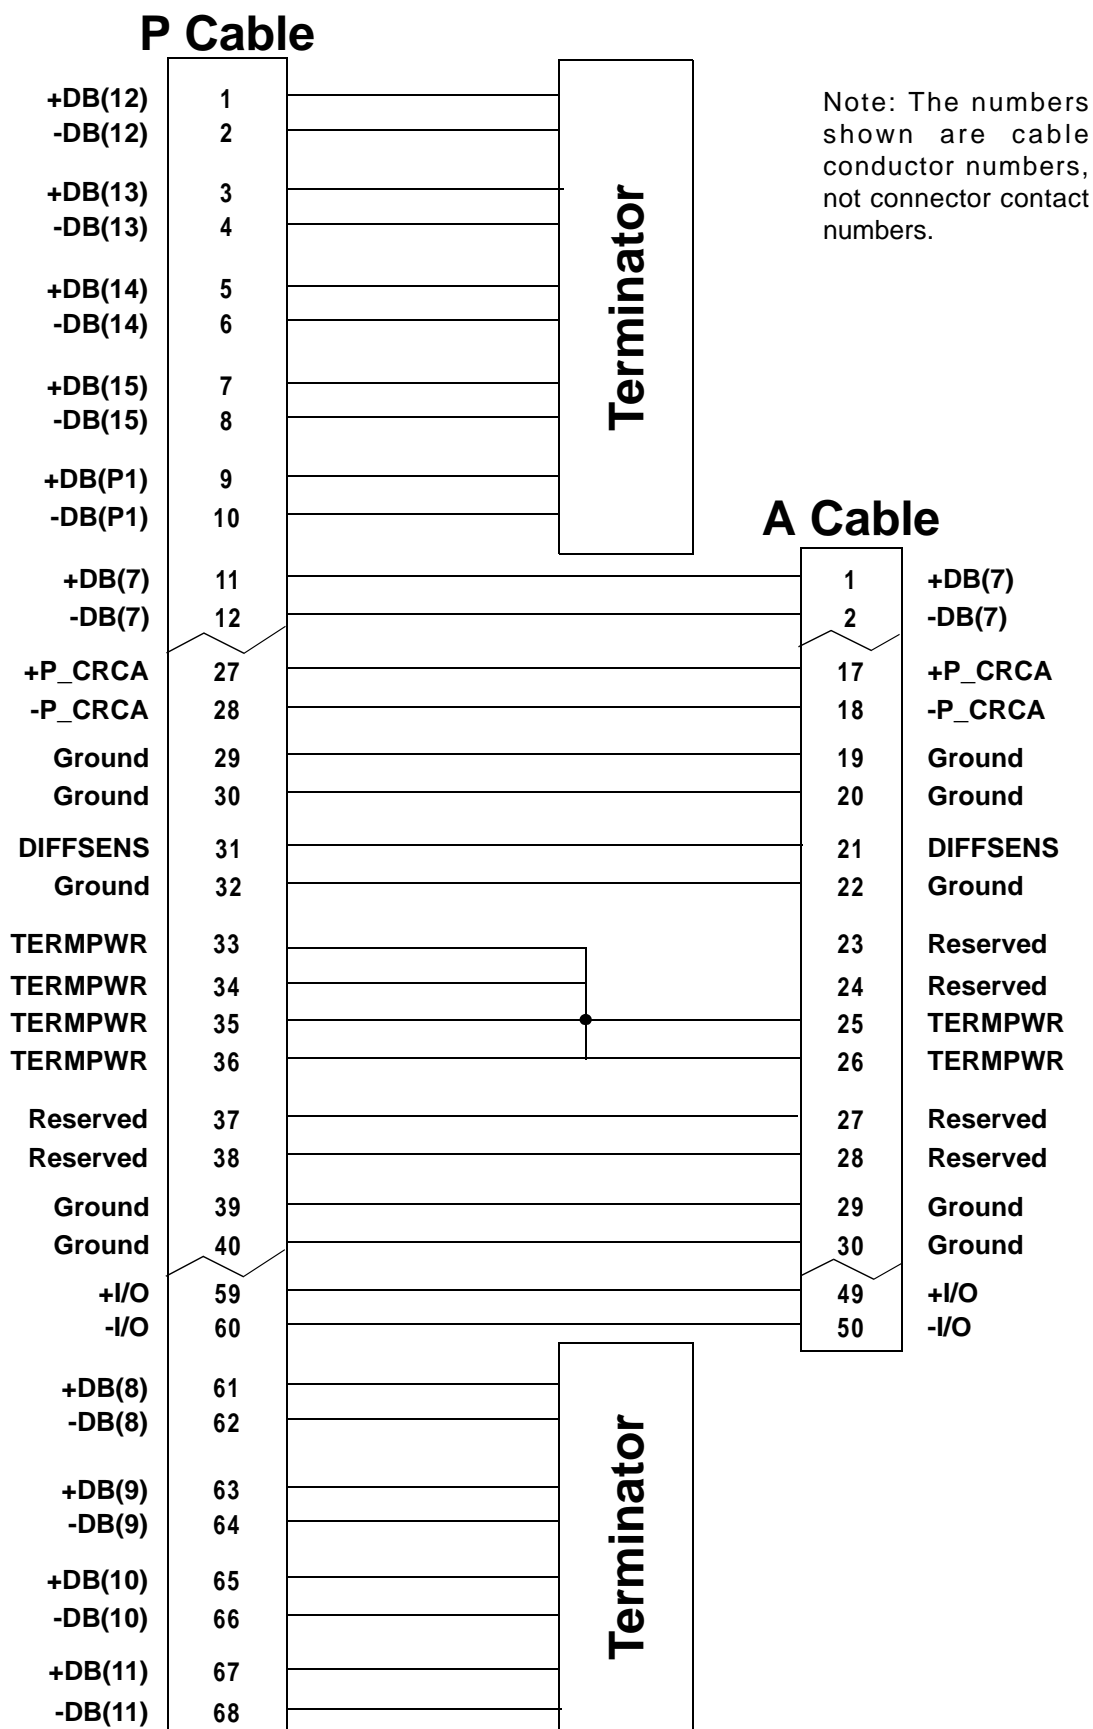 P Cable
+DB(12) 1
-DB(12) 2
+DB(13) 3
-DB(13) 4
+DB(14) 5
-DB(14) 6
+DB(15) 7
-DB(15) 8
+DB(P1) 9
-DB(P1) 10
Terminator
Note: The numbers
shown are cable
conductor numbers,
not connector contact
numbers.
A Cable
+DB(7) 11 1 +DB(7)
-DB(7) 12 2 -DB(7)
+P_CRCA 27 17 +P_CRCA
-P_CRCA 28 18 -P_CRCA
Ground 29 19 Ground
Ground 30 20 Ground
DIFFSENS 31 21 DIFFSENS
Ground 32 22 Ground
TERMPWR 33 23 Reserved
TERMPWR 34 24 Reserved
TERMPWR 35 25 TERMPWR
TERMPWR 36 26 TERMPWR
Reserved 37 27 Reserved
Reserved 38 28 Reserved
Ground 39 29 Ground
Ground 40 30 Ground
+I/O 59 49 +I/O
-I/O 60 50 -I/O
+DB(8) 61
-DB(8) 62
+DB(9) 63
-DB(9) 64
+DB(10) 65
-DB(10) 66
+DB(11) 67
-DB(11) 68
Terminator